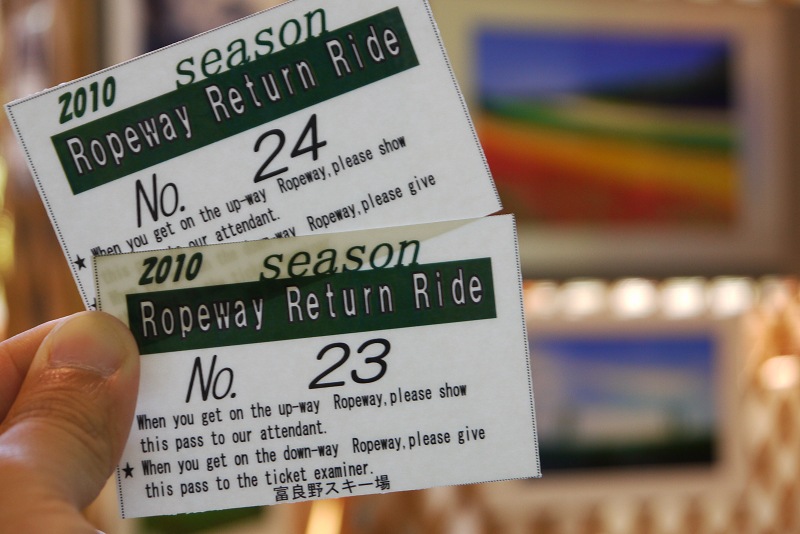 2010 season
Ropeway Return Ride
No. 24
When you get on the up-way Ropeway,please show
to our attendant.
Ropeway,please give
2010 season
Ropeway Return Ride
No. 23
When you get on the up-way Ropeway,please show
this pass to our attendant.
★ When you get on the down-way Ropeway,please give
this pass to the ticket examiner.
富良野スキー場